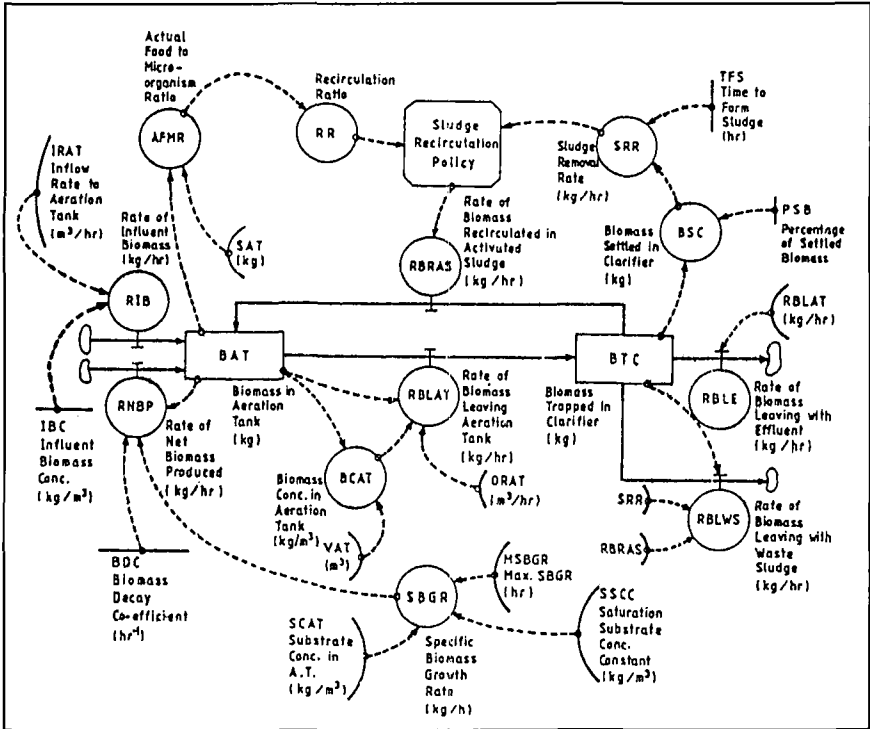 Actual
Food to
Micro-
organism
Ratio
AFMR
Recirculation
Ratio
RR
Sludge
Recirculation
Policy
SRR
Sludge
Removal
Rate
(kg/hr)
TFS
Time to
Form
Sludge
(hr)
IRAT
Inflow
Rate to
Aeration
Tank
(m³/hr)
Rate of
Influent
Biomass
(kg/hr)
RIB
SAT
(kg)
Rate of
Biomass
Recirculated in
Activated
Sludge
(kg/hr)
RBRAS
Biomass
Settled in
Clarifier
(kg)
BSC
PSB
Percentage
of Settled
Biomass
RBLAT
(kg/hr)
BAT
Biomass in
Aeration
Tank
(kg)
RBLAY
Rate of
Biomass
Leaving Aeration
Tank
(kg/hr)
BTC
Biomass
Trapped in
Clarifier
(kg)
RBLE
Rate of
Biomass
Leaving with
Effluent
(kg/hr)
RNBP
Rate of
Net
Biomass
Produced
(kg/hr)
IBC
Influent
Biomass
Conc.
(kg/m³)
BCAT
Biomass
Conc. in
Aeration
Tank
(kg/m³)
VAT
(m³)
ORAT
(m³/hr)
SRR
RBRAS
RBLWS
Rate of
Biomass
Leaving with
Waste
Sludge
(kg/hr)
BDC
Biomass
Decay
Co-efficient
(hr⁻¹)
SBGR
Specific
Biomass
Growth
Rate
(kg/h)
MSBGR
Max. SBGR
(hr)
SCAT
Substrate
Conc. in
A.T.
(kg/m³)
SSCC
Saturation
Substrate
Conc.
Constant
(kg/m³)